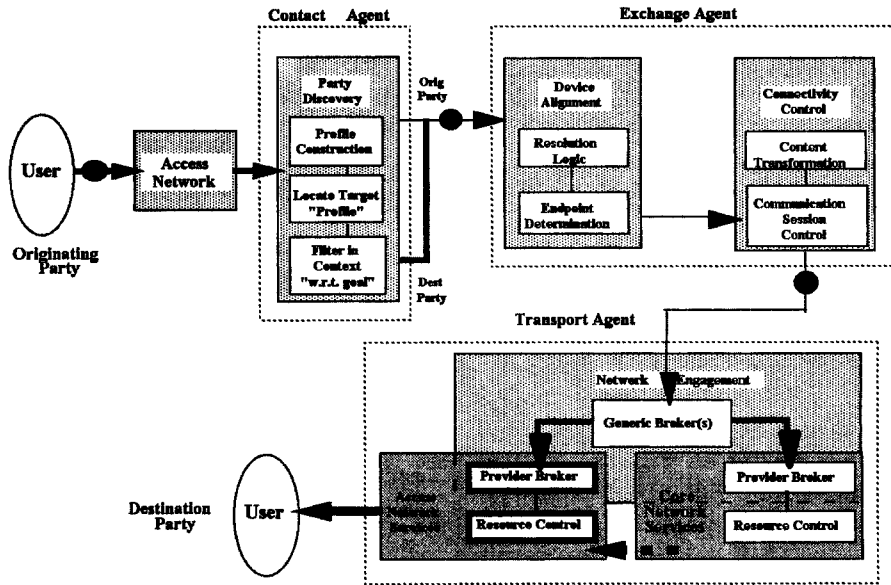 Contact Agent
Exchange Agent
Party
Discovery
Orig
Party
Device
Alignment
Connectivity
Control
Profile
Construction
Resolution
Logic
Content
Transformation
User
Access
Network
Locate Target
"Profile"
Endpoint
Determination
Communication
Session
Control
Originating
Party
Filter in
Context
"w.r.t. goal"
Dest
Party
Transport Agent
Network Engagement
Generic Broker(s)
Provider Broker
Provider Broker
Access
Network
Services
Core
Network
Services
Destination
Party
User
Resource Control
Resource Control